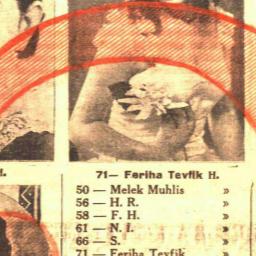 I.
71— Feriha Tevfik H.
50 — Melek Muhlis »
56 — H. R. »
58 — F. H. »
61 — N. İ. »
66 — S. »
71 — Feriha Tevfik »